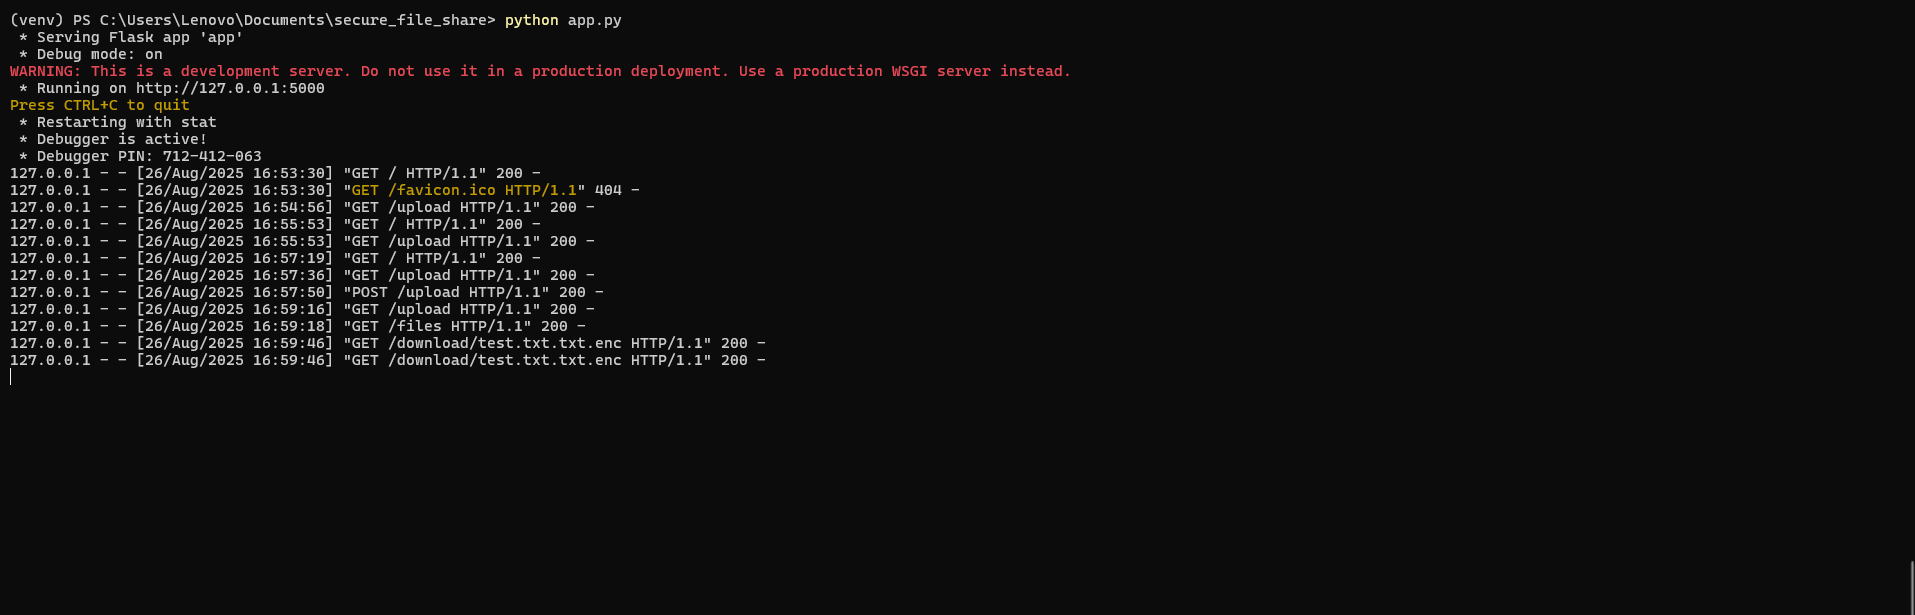 (venv) PS C:\Users\Lenovo\Documents\secure_file_share> python app.py
 * Serving Flask app 'app'
 * Debug mode: on
WARNING: This is a development server. Do not use it in a production deployment. Use a production WSGI server instead.
 * Running on http://127.0.0.1:5000
Press CTRL+C to quit
 * Restarting with stat
 * Debugger is active!
 * Debugger PIN: 712-412-063
127.0.0.1 - - [26/Aug/2025 16:53:30] "GET / HTTP/1.1" 200 -
127.0.0.1 - - [26/Aug/2025 16:53:30] "GET /favicon.ico HTTP/1.1" 404 -
127.0.0.1 - - [26/Aug/2025 16:54:56] "GET /upload HTTP/1.1" 200 -
127.0.0.1 - - [26/Aug/2025 16:55:53] "GET / HTTP/1.1" 200 -
127.0.0.1 - - [26/Aug/2025 16:55:53] "GET /upload HTTP/1.1" 200 -
127.0.0.1 - - [26/Aug/2025 16:57:19] "GET / HTTP/1.1" 200 -
127.0.0.1 - - [26/Aug/2025 16:57:36] "GET /upload HTTP/1.1" 200 -
127.0.0.1 - - [26/Aug/2025 16:57:50] "POST /upload HTTP/1.1" 200 -
127.0.0.1 - - [26/Aug/2025 16:59:16] "GET /upload HTTP/1.1" 200 -
127.0.0.1 - - [26/Aug/2025 16:59:18] "GET /files HTTP/1.1" 200 -
127.0.0.1 - - [26/Aug/2025 16:59:46] "GET /download/test.txt.txt.enc HTTP/1.1" 200 -
127.0.0.1 - - [26/Aug/2025 16:59:46] "GET /download/test.txt.txt.enc HTTP/1.1" 200 -